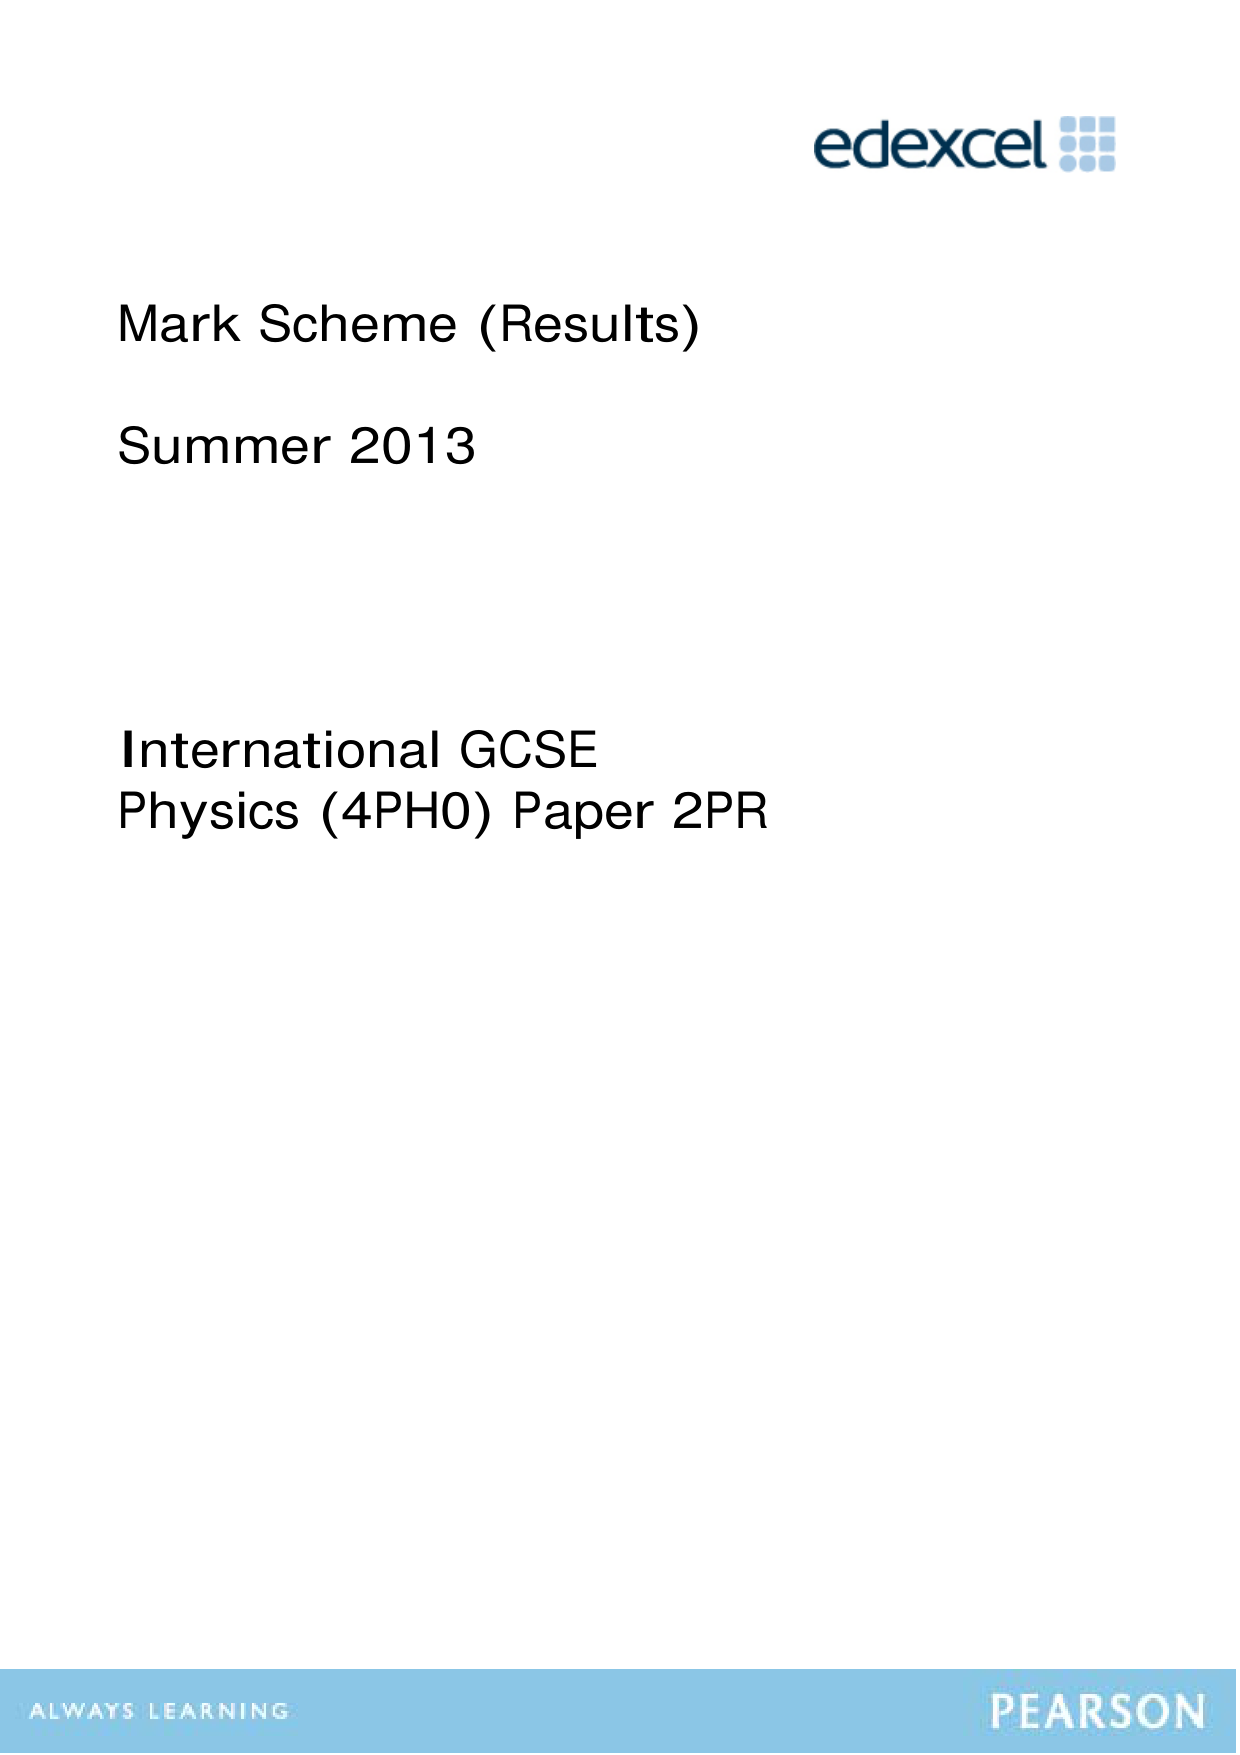 edexcel
Mark Scheme (Results)
Summer 2013
International GCSE
Physics (4PH0) Paper 2PR
ALWAYS LEARNING
PEARSON